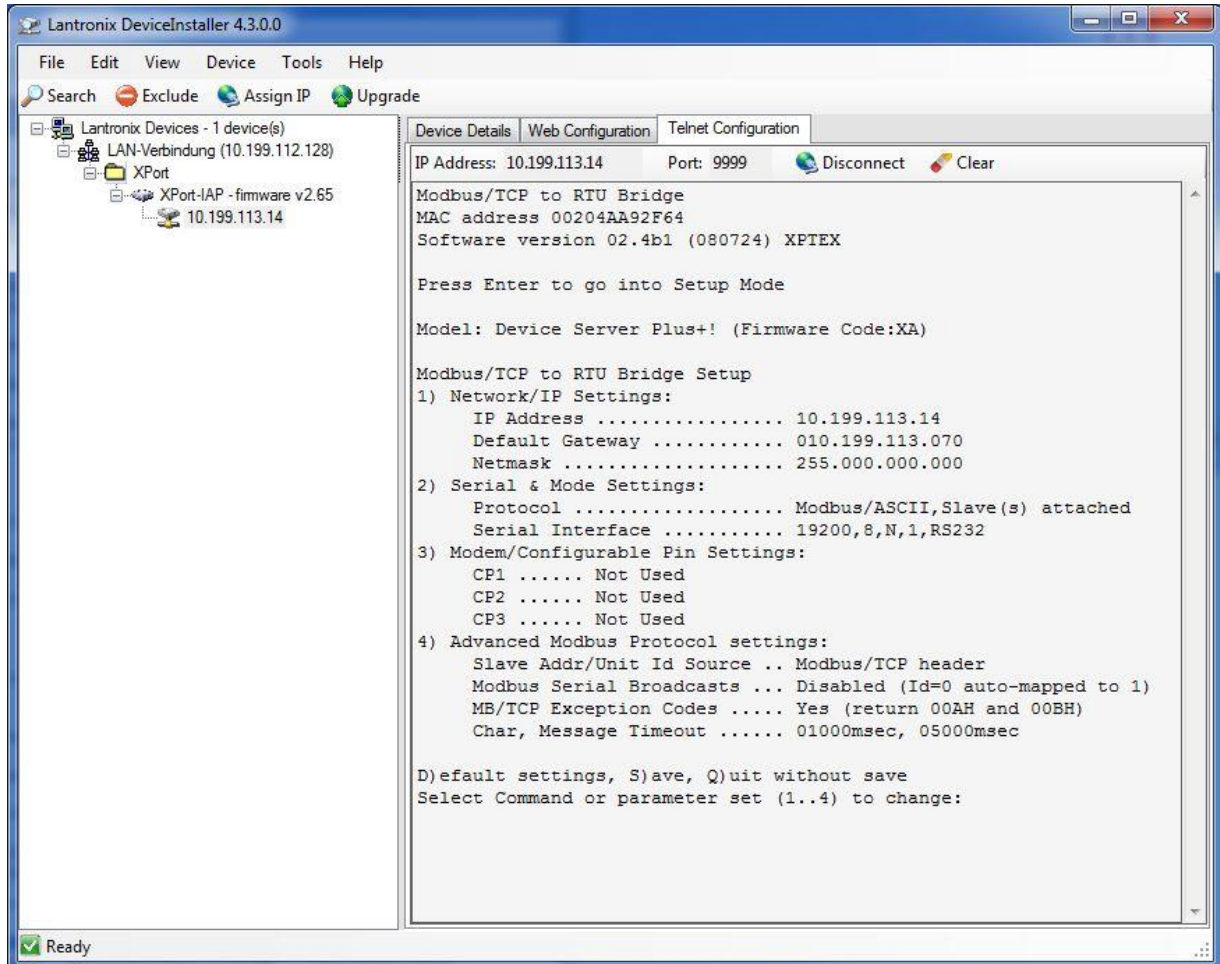 Lantronix DeviceInstaller 4.3.0.0
File Edit View Device Tools Help
Search Exclude Assign IP Upgrade
Lantronix Devices - 1 device(s)
LAN-Verbindung (10.199.112.128)
XPort
XPort-IAP - firmware v2.65
10.199.113.14
Device Details Web Configuration Telnet Configuration
IP Address: 10.199.113.14 Port: 9999 Disconnect Clear
Modbus/TCP to RTU Bridge
MAC address 00204AA92F64
Software version 02.4b1 (080724) XPTEX
Press Enter to go into Setup Mode
Model: Device Server Plus+! (Firmware Code:XA)
Modbus/TCP to RTU Bridge Setup
1) Network/IP Settings:
IP Address ................. 10.199.113.14
Default Gateway ............ 010.199.113.070
Netmask .................... 255.000.000.000
2) Serial & Mode Settings:
Protocol ................... Modbus/ASCII,Slave(s) attached
Serial Interface ........... 19200,8,N,1,RS232
3) Modem/Configurable Pin Settings:
CP1 ...... Not Used
CP2 ...... Not Used
CP3 ...... Not Used
4) Advanced Modbus Protocol settings:
Slave Addr/Unit Id Source .. Modbus/TCP header
Modbus Serial Broadcasts ... Disabled (Id=0 auto-mapped to 1)
MB/TCP Exception Codes ..... Yes (return 00AH and 00BH)
Char, Message Timeout ...... 01000msec, 05000msec
D)efault settings, S)ave, Q)uit without save
Select Command or parameter set (1..4) to change:
Ready